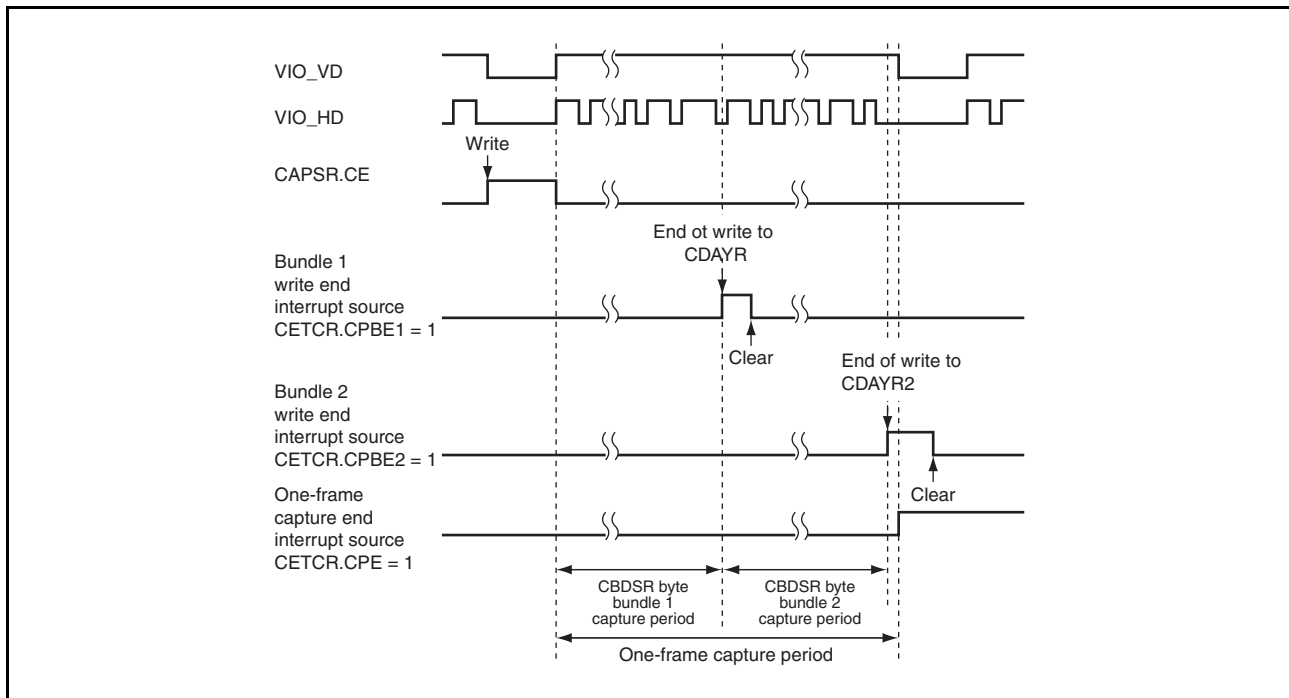 VIO_VD
VIO_HD
Write
CAPSR.CE
End ot write to
CDAYR
Bundle 1
write end
interrupt source
CETCR.CPBE1 = 1
Clear
End of write to
CDAYR2
Bundle 2
write end
interrupt source
CETCR.CPBE2 = 1
Clear
One-frame
capture end
interrupt source
CETCR.CPE = 1
CBDSR byte
bundle 1
capture period
CBDSR byte
bundle 2
capture period
One-frame capture period